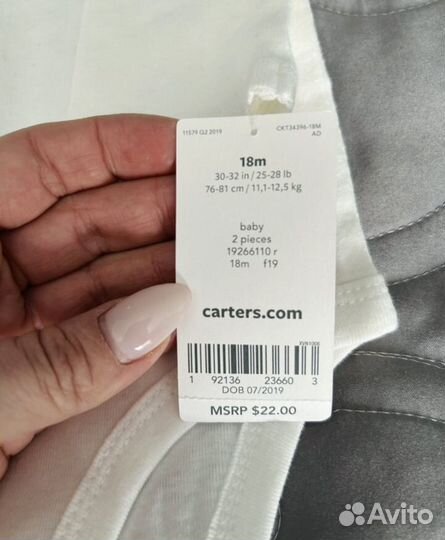 11579 G2 2019 CKT34396-18M
AO
18m
30-32 in / 25-28 lb
76-81 cm / 11,1-12,5 kg
baby
2 pieces
19266110 r
18m f19
carters.com
1 92136 23660 3
DOB 07/2019
MSRP $22.00
Avito